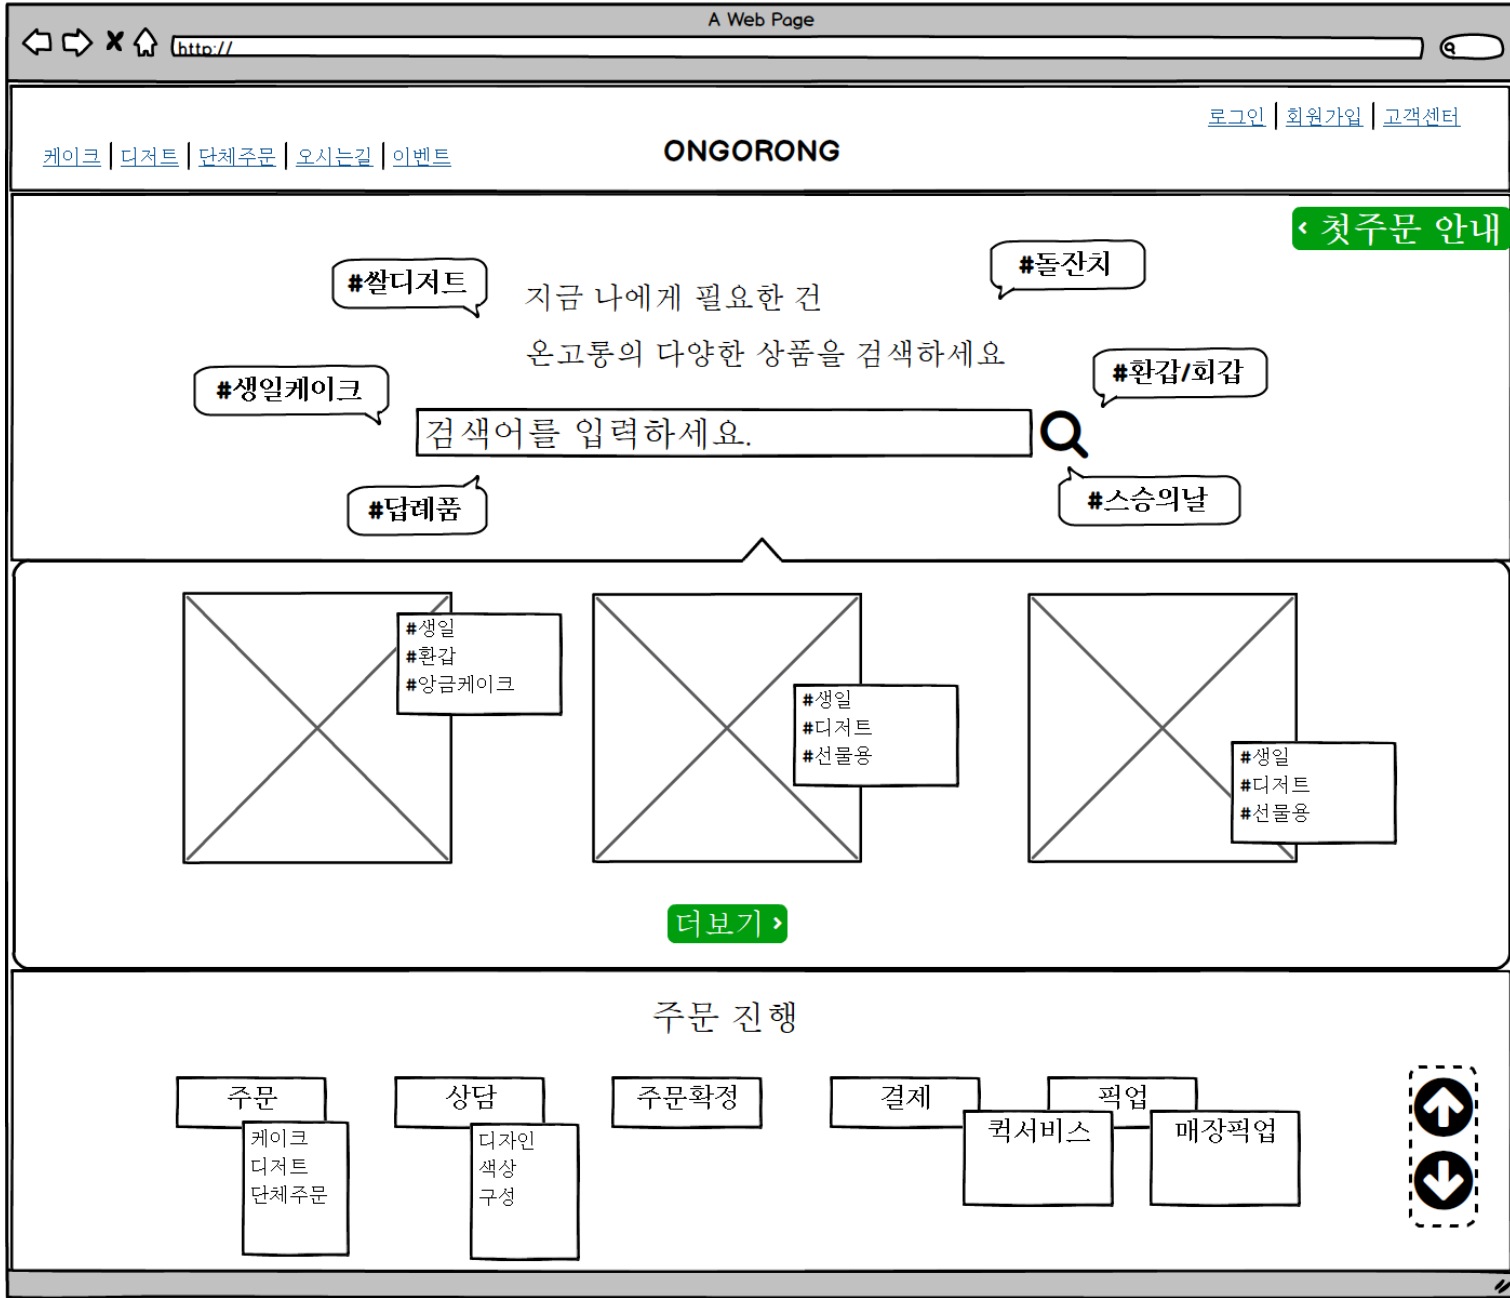 A Web Page
http://
로그인 | 회원가입 | 고객센터
케이크 | 디저트 | 단체주문 | 오시는길 | 이벤트
ONGORONG
< 첫주문 안내
#쌀디저트
#돌잔치
지금 나에게 필요한 건
온고롱의 다양한 상품을 검색하세요
#생일케이크
#환갑/회갑
검색어를 입력하세요.
#답례품
#스승의날
#생일
#환갑
#앙금케이크
#생일
#디저트
#선물용
#생일
#디저트
#선물용
더보기 >
주문 진행
주문
케이크
디저트
단체주문
상담
디자인
색상
구성
주문확정
결제
픽업
퀵서비스
매장픽업